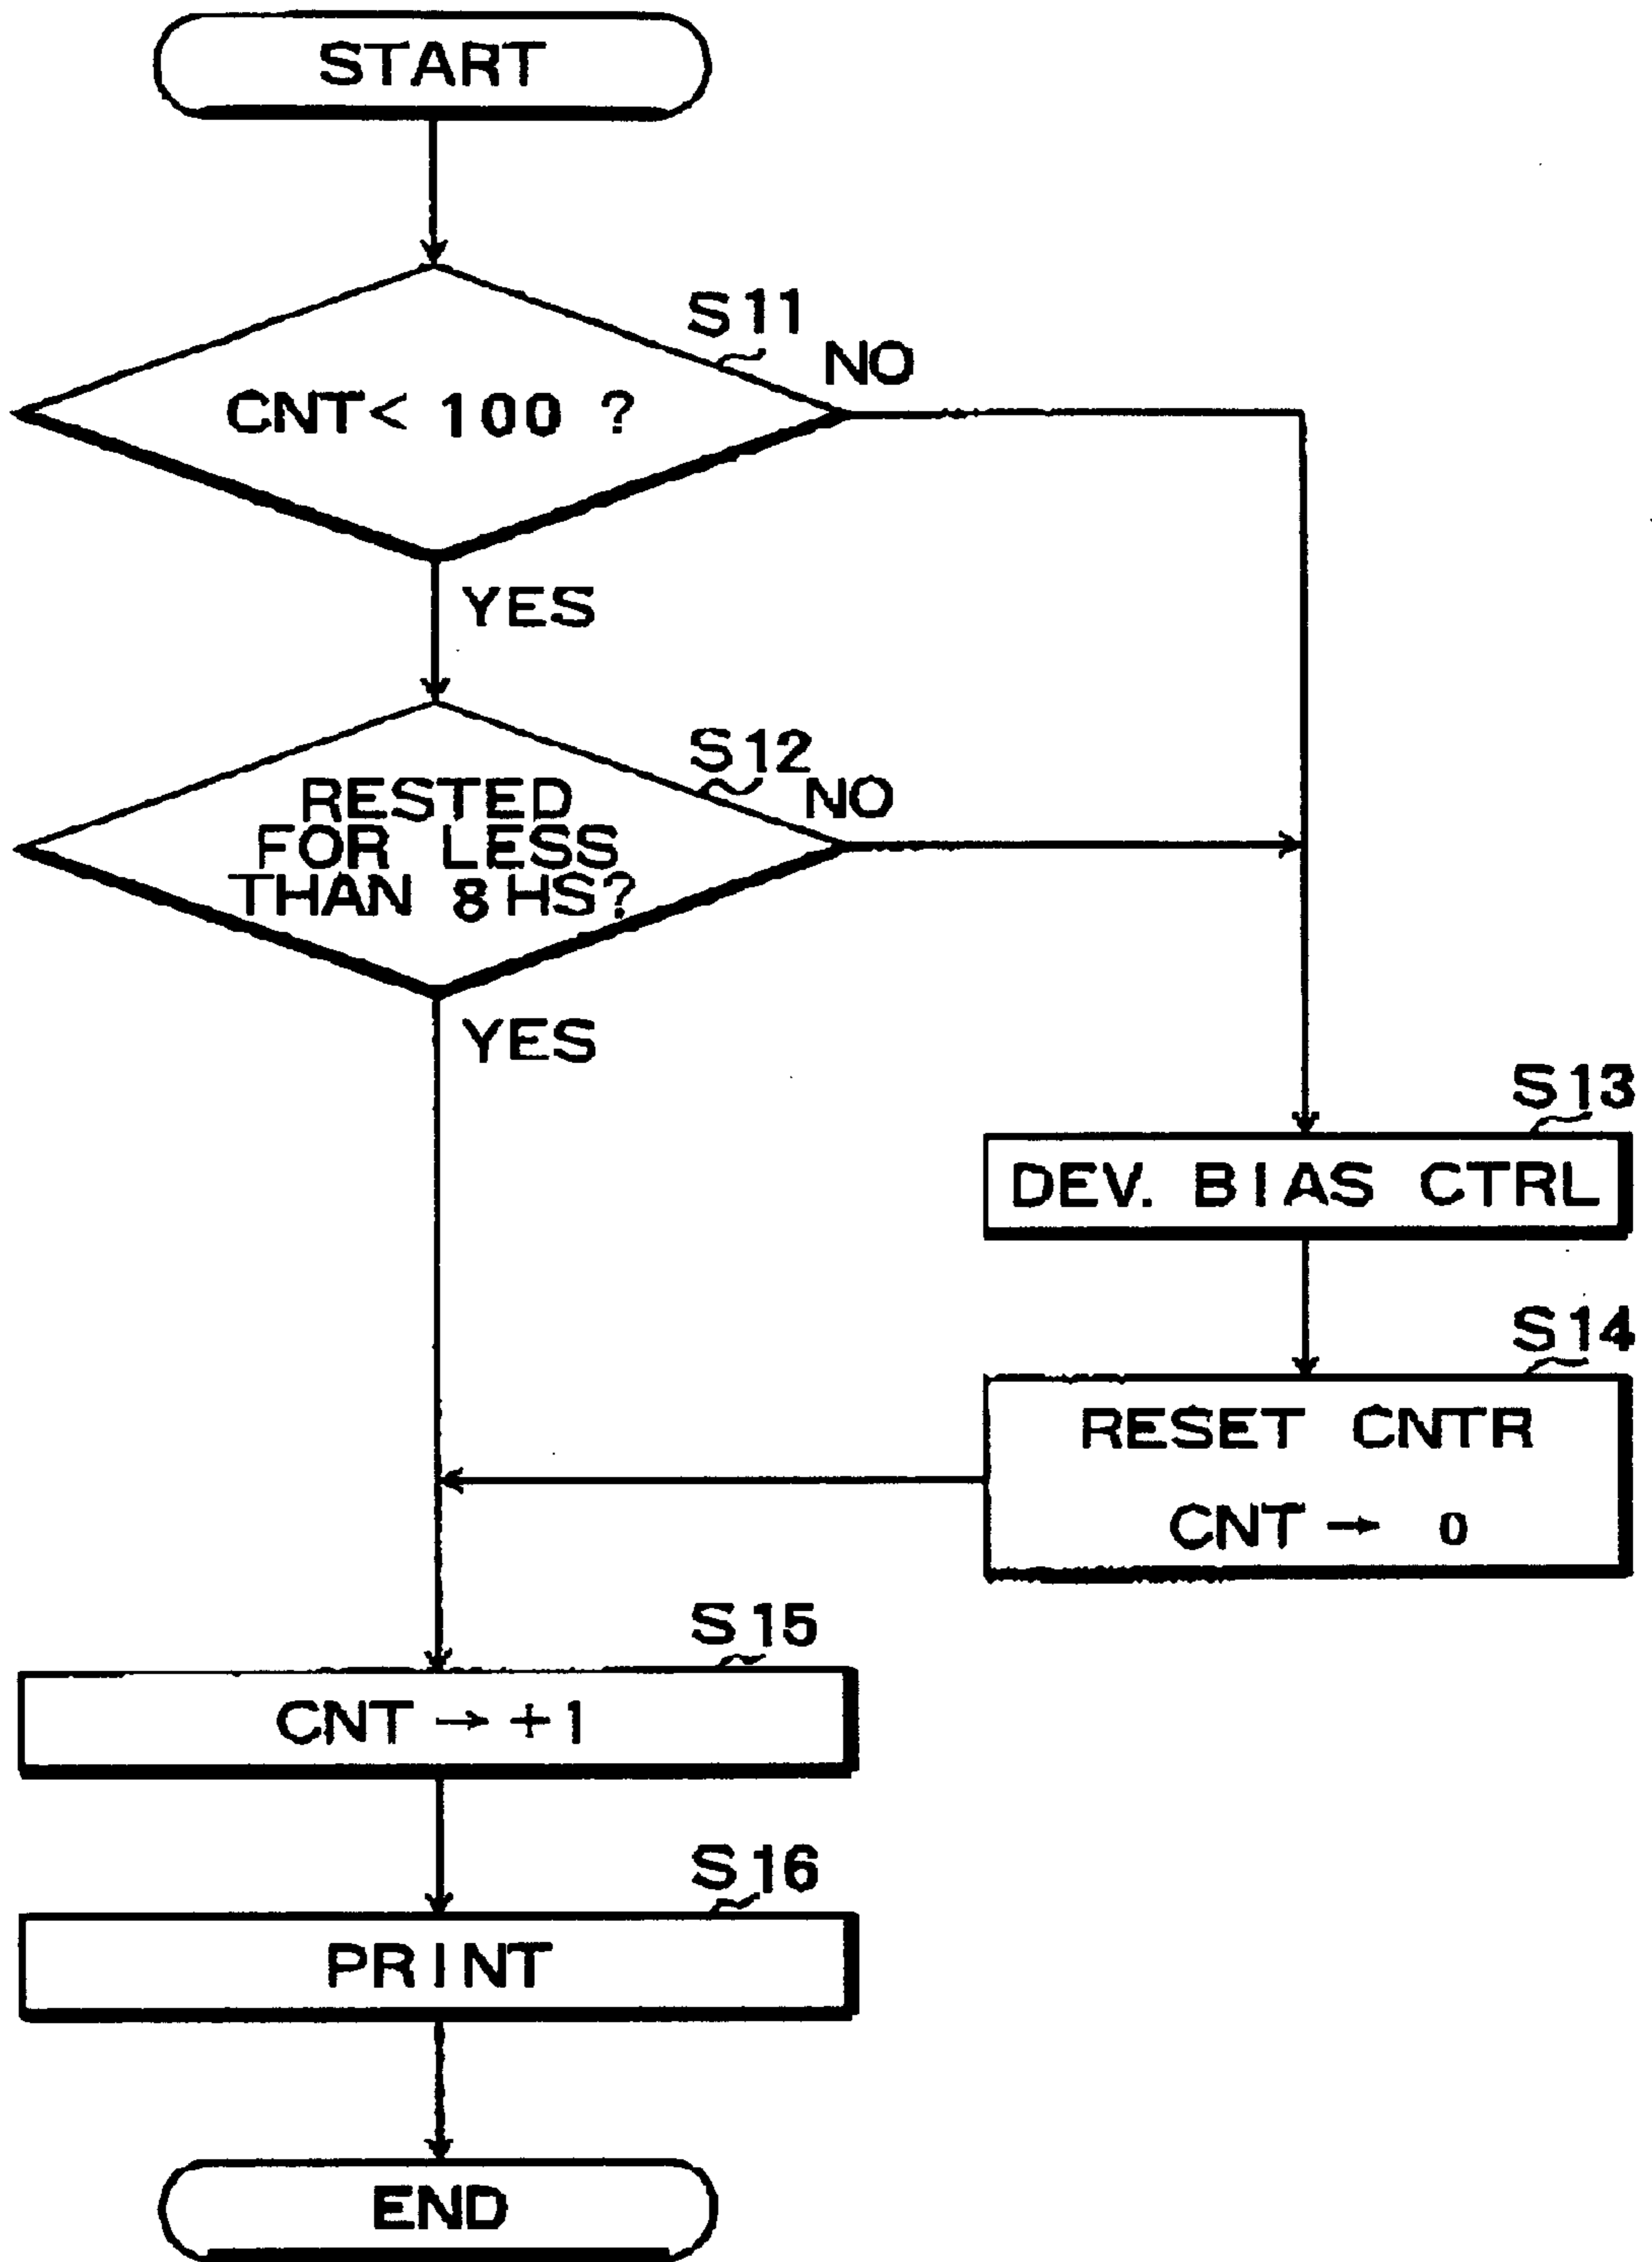 START
S11
NO
CNT< 100 ?
YES
S12
NO
RESTED
FOR LESS
THAN 8 HS?
YES
S13
DEV. BIAS CTRL
S14
RESET CNTR
CNT → 0
S15
CNT → +1
S16
PRINT
END